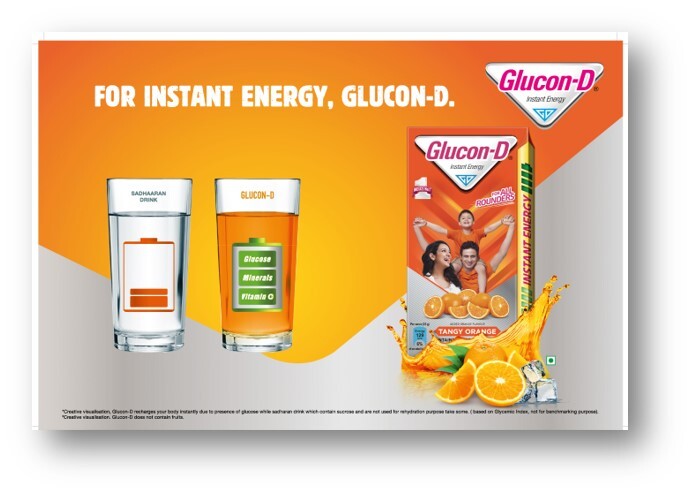 FOR INSTANT ENERGY, GLUCON-D.
Glucon-D®
Instant Energy
SADHAARAN
DRINK
GLUCON-D
Glucose
Minerals
Vitamin C
Glucon-D®
Instant Energy
FOR ALL
ROUNDERS
INSTANT ENERGY
TANGY ORANGE
*Creative visualisation, Glucon-D recharges your body instantly due to presence of glucose while sadharan drink which contain sucrose and are not used for rehydration purpose take some. ( based on Glycemic Index, not for benchmarking purpose).
*Creative visualisation. Glucon-D does not contain fruits.